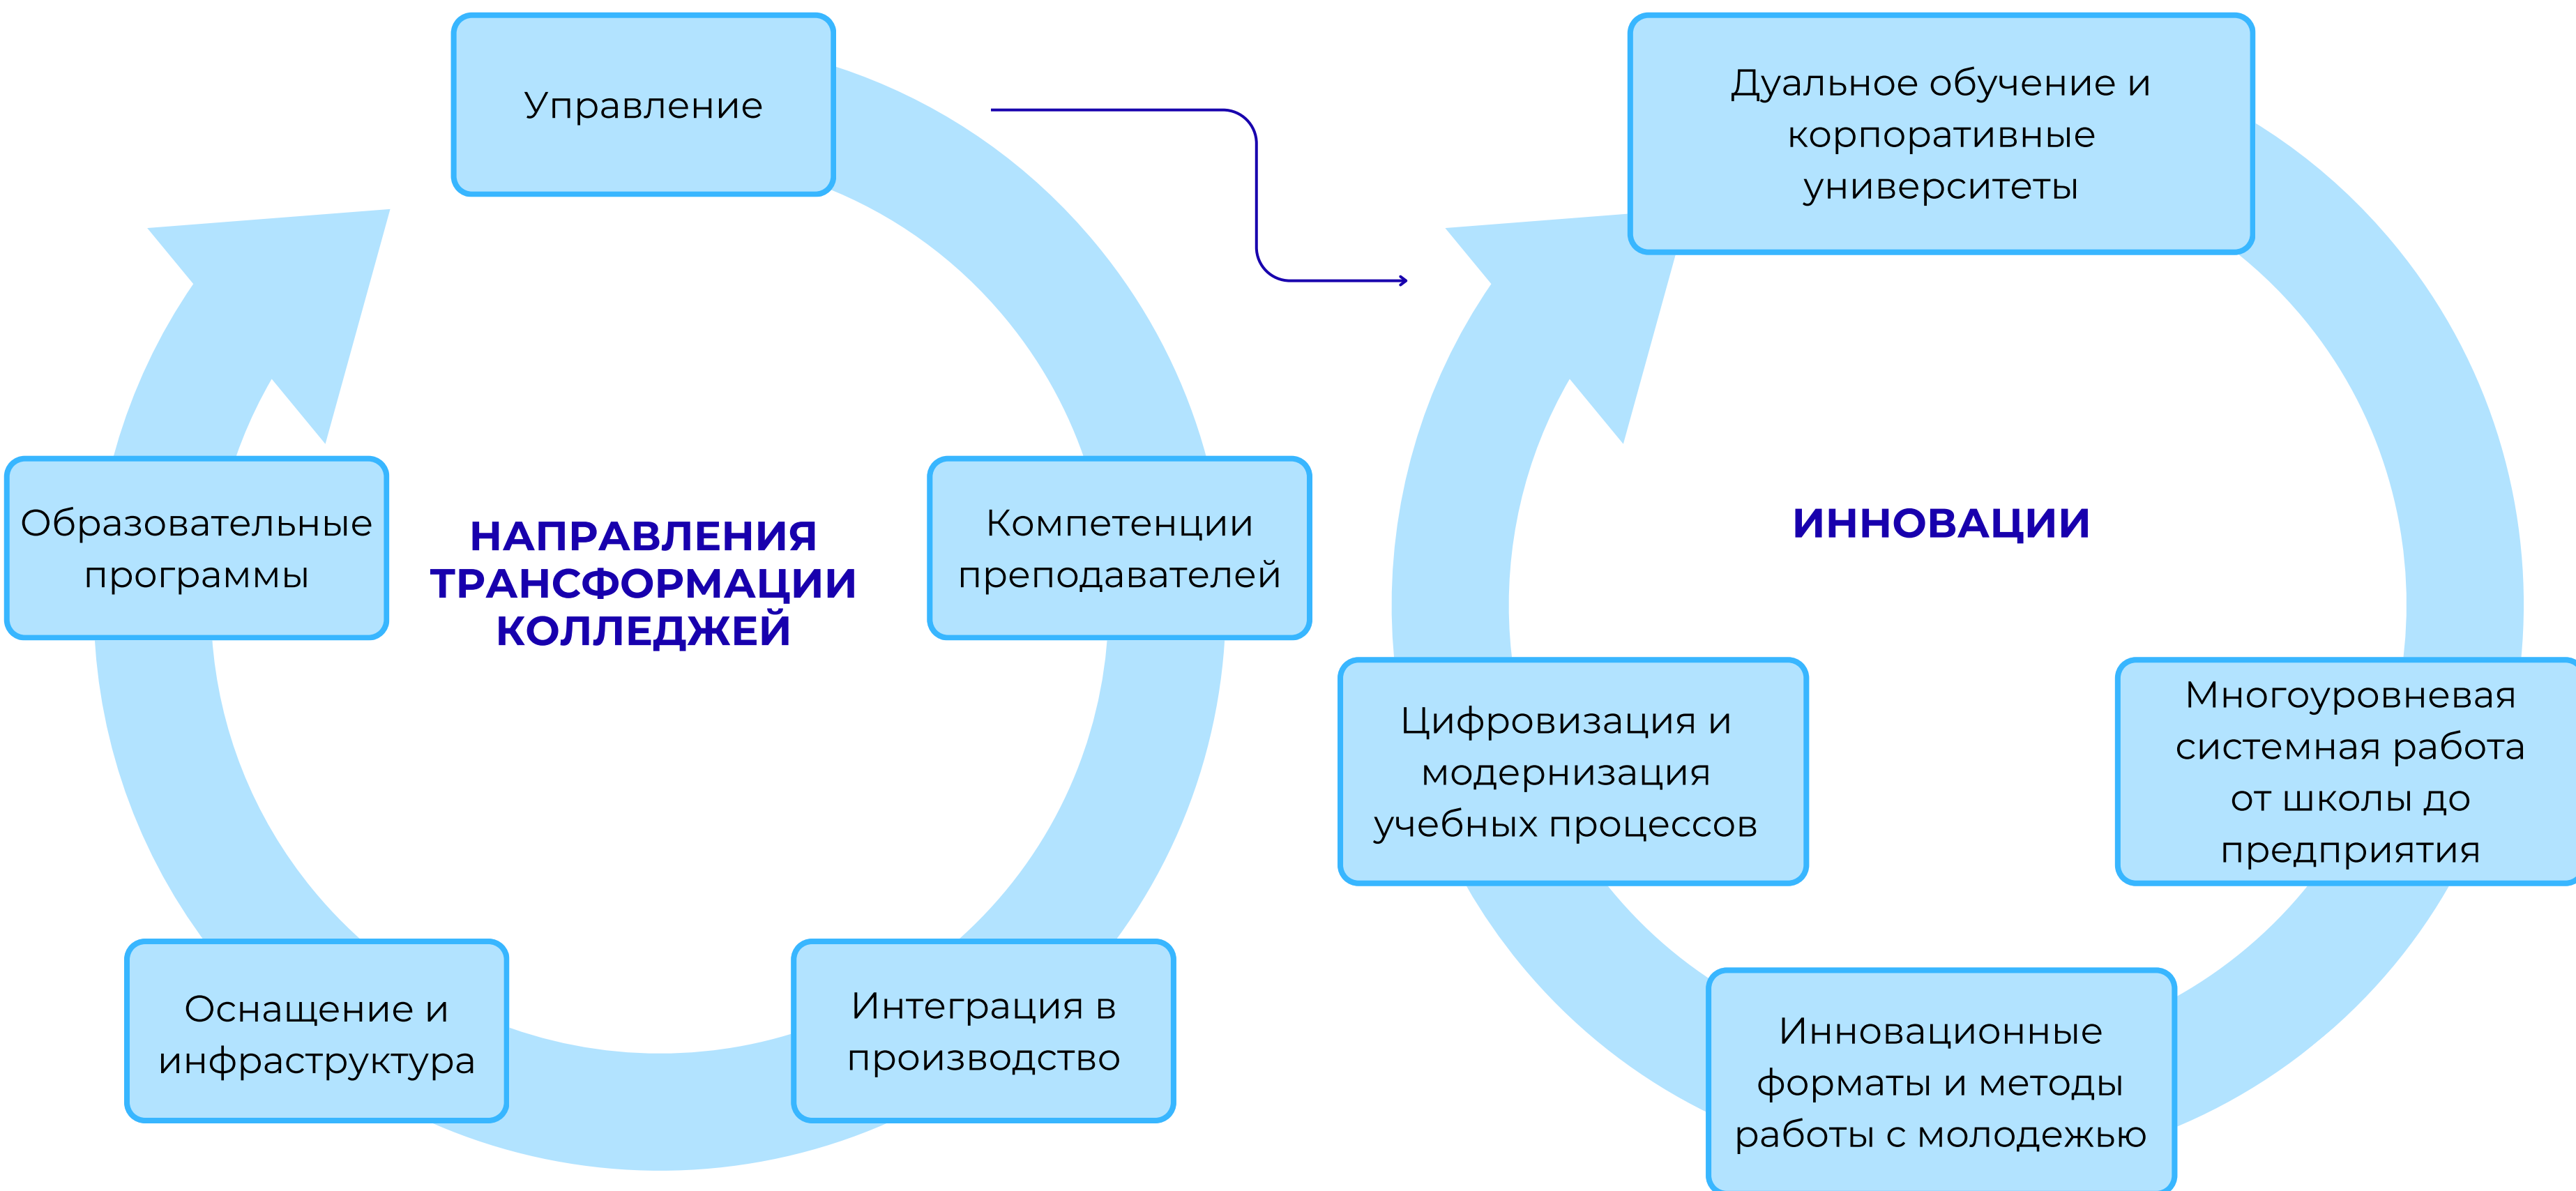 Управление
Компетенции
преподавателей
Интеграция в
производство
Оснащение и
инфраструктура
Образовательные
программы
НАПРАВЛЕНИЯ
ТРАНСФОРМАЦИИ
КОЛЛЕДЖЕЙ
Дуальное обучение и
корпоративные
университеты
Многоуровневая
системная работа
от школы до
предприятия
Инновационные
форматы и методы
работы с молодежью
Цифровизация и
модернизация
учебных процессов
ИННОВАЦИИ